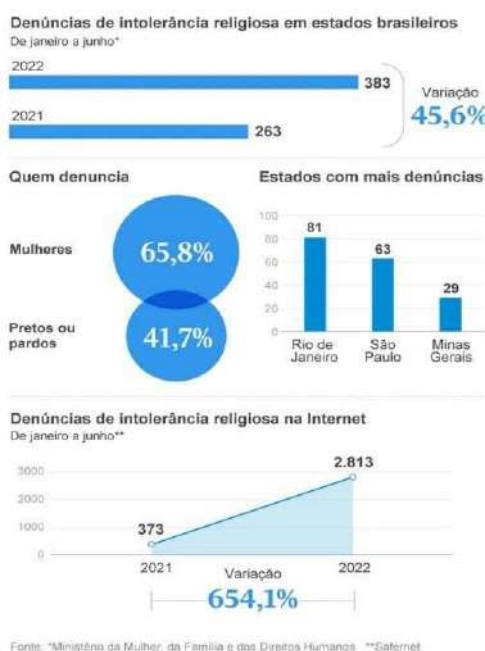 Denúncias de intolerância religiosa em estados brasileiros
De janeiro a junho*
2022
383
2021
263
Variação
45,6%
Quem denuncia
Mulheres
65,8%
Pretos ou
pardos
41,7%
Estados com mais denúncias
100
80
60
40
20
0
81
63
29
Rio de
Janeiro
São
Paulo
Minas
Gerais
Denúncias de intolerância religiosa na Internet
De janeiro a junho**
3000
2000
1000
0
373
2.813
2021
2022
Variação
654,1%
Fonte: *Ministério da Mulher, da Família e dos Direitos Humanos **Safernet